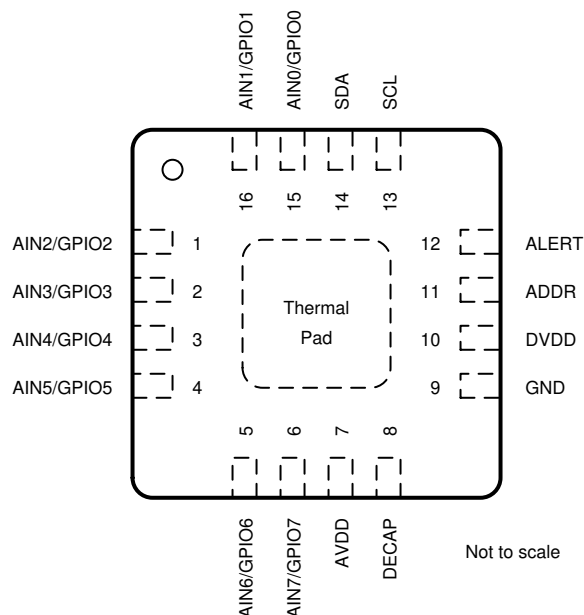 AIN1/GPIO1
AIN0/GPIO0
SDA
SCL
16
15
14
13
AIN2/GPIO2 1
AIN3/GPIO3 2
AIN4/GPIO4 3
AIN5/GPIO5 4
Thermal
Pad
12 ALERT
11 ADDR
10 DVDD
9 GND
5
6
7
8
AIN6/GPIO6
AIN7/GPIO7
AVDD
DECAP
Not to scale